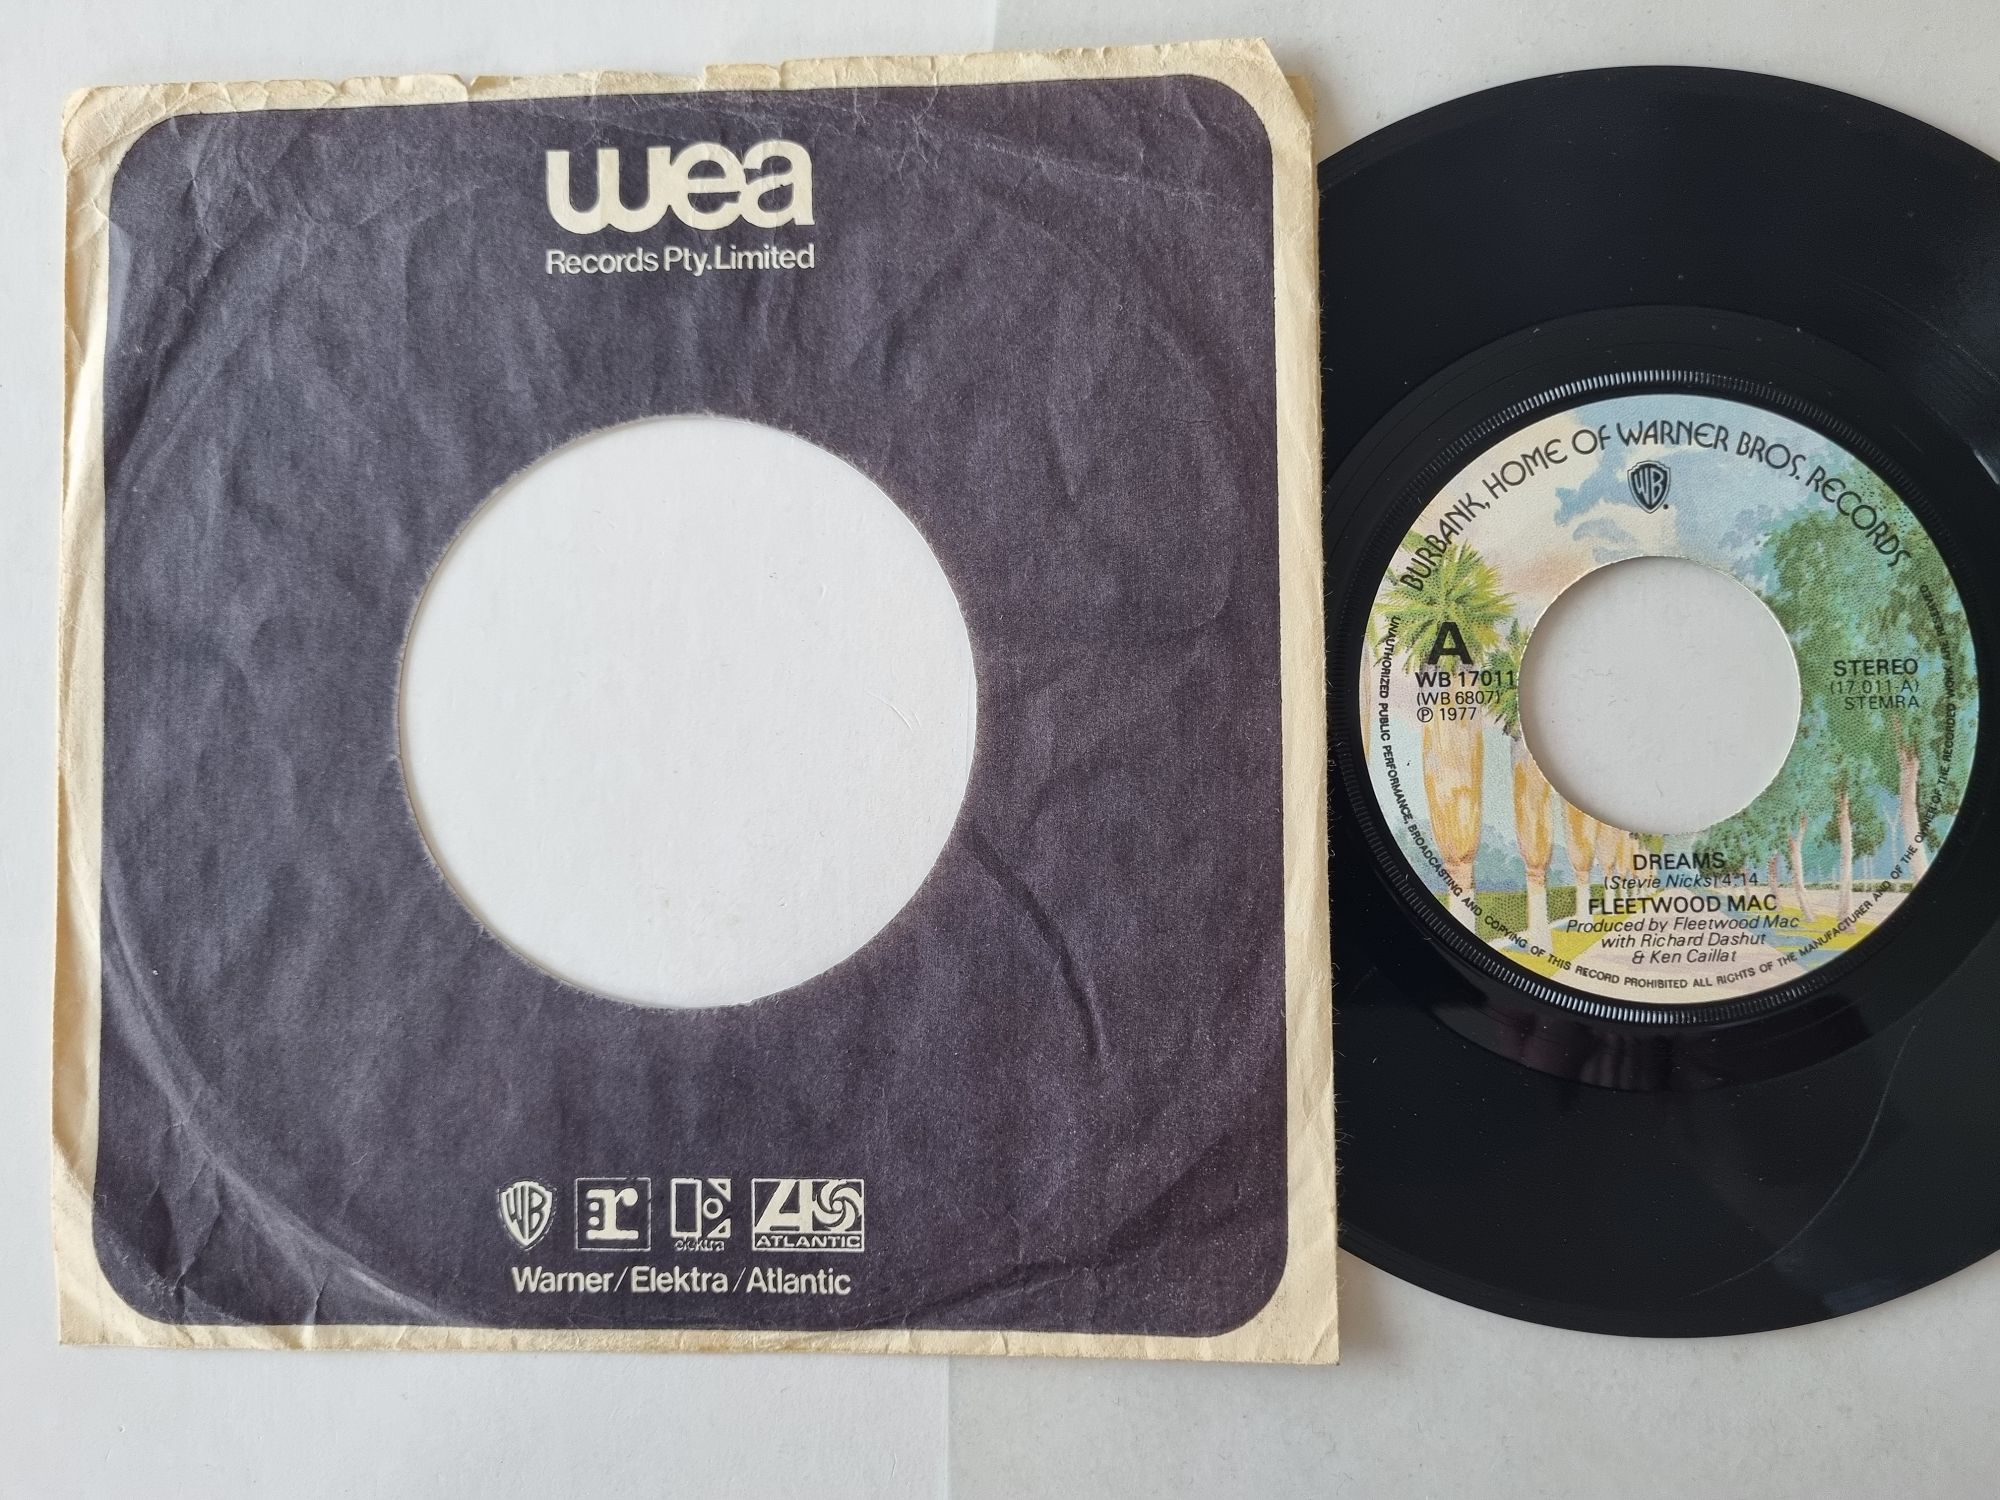 wea
Records Pty.Limited
WB
r
elektra
ATLANTIC
Warner/Elektra/Atlantic
BURBANK, HOME OF WARNER BROS. RECORDS
WB
A
WB 17011
(WB 6807)
℗ 1977
STEREO
(17 011-A)
STEMRA
DREAMS
(Stevie Nicks) 4:14
FLEETWOOD MAC
Produced by Fleetwood Mac
with Richard Dashut
& Ken Caillat
UNAUTHORIZED PUBLIC PERFORMANCE, BROADCASTING AND COPYING OF THIS RECORD PROHIBITED ALL RIGHTS OF THE MANUFACTURER AND OF THE OWNER OF THE RECORDED WORK ARE RESERVED